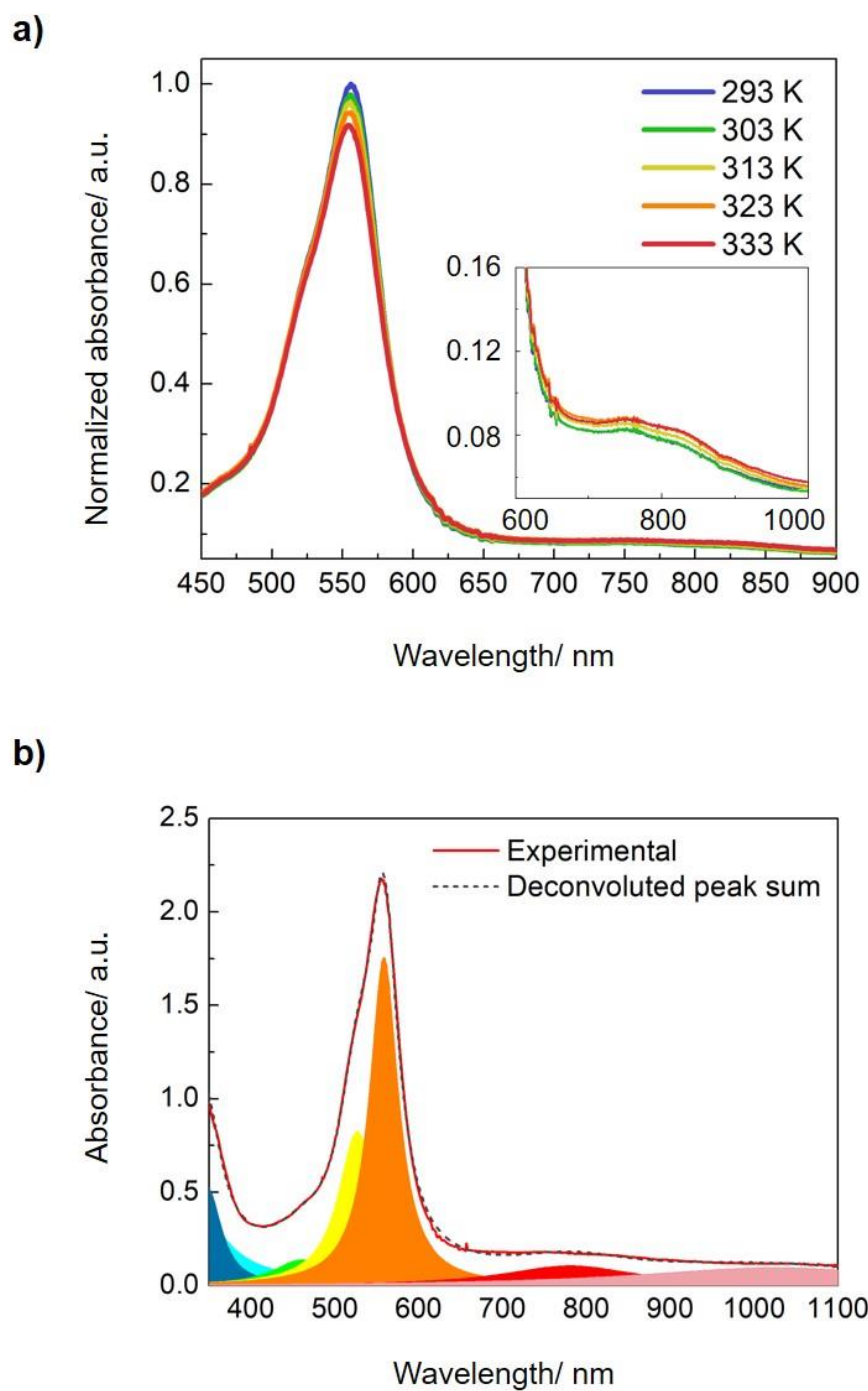 a)
Normalized absorbance/ a.u.
1.0
0.8
0.6
0.4
0.2
293 K
303 K
313 K
323 K
333 K
0.16
0.12
0.08
600 800 1000
450 500 550 600 650 700 750 800 850 900
Wavelength/ nm
b)
Absorbance/ a.u.
2.5
2.0
1.5
1.0
0.5
0.0
Experimental
Deconvoluted peak sum
400 500 600 700 800 900 1000 1100
Wavelength/ nm